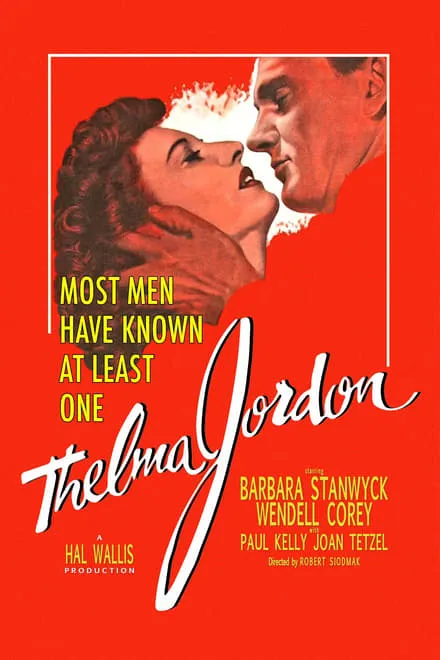 MOST MEN
HAVE KNOWN
AT LEAST
ONE
Thelma Jordon
starring
BARBARA STANWYCK
WENDELL COREY
with
PAUL KELLY JOAN TETZEL
Directed by ROBERT SIODMAK
A
HAL WALLIS
PRODUCTION